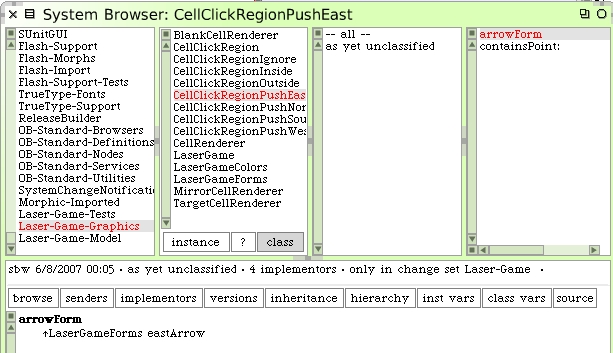 System Browser: CellClickRegionPushEast
SUnitGUI
Flash-Support
Flash-Morphs
Flash-Import
Flash-Support-Tests
TrueType-Fonts
TrueType-Support
ReleaseBuilder
OB-Standard-Browsers
OB-Standard-Definitions
OB-Standard-Nodes
OB-Standard-Services
OB-Standard-Utilities
SystemChangeNotificatio
Morphic-Imported
Laser-Game-Tests
Laser-Game-Graphics
Laser-Game-Model
BlankCellRenderer
CellClickRegion
CellClickRegionIgnore
CellClickRegionInside
CellClickRegionOutside
CellClickRegionPushEas
CellClickRegionPushNor
CellClickRegionPushSou
CellClickRegionPushWes
CellRenderer
LaserGame
LaserGameColors
LaserGameForms
MirrorCellRenderer
TargetCellRenderer
instance ? class
-- all --
as yet unclassified
arrowForm
containsPoint:
sbw 6/8/2007 00:05 · as yet unclassified · 4 implementors · only in change set Laser-Game ·
browse senders implementors versions inheritance hierarchy inst vars class vars source
arrowForm
↑LaserGameForms eastArrow